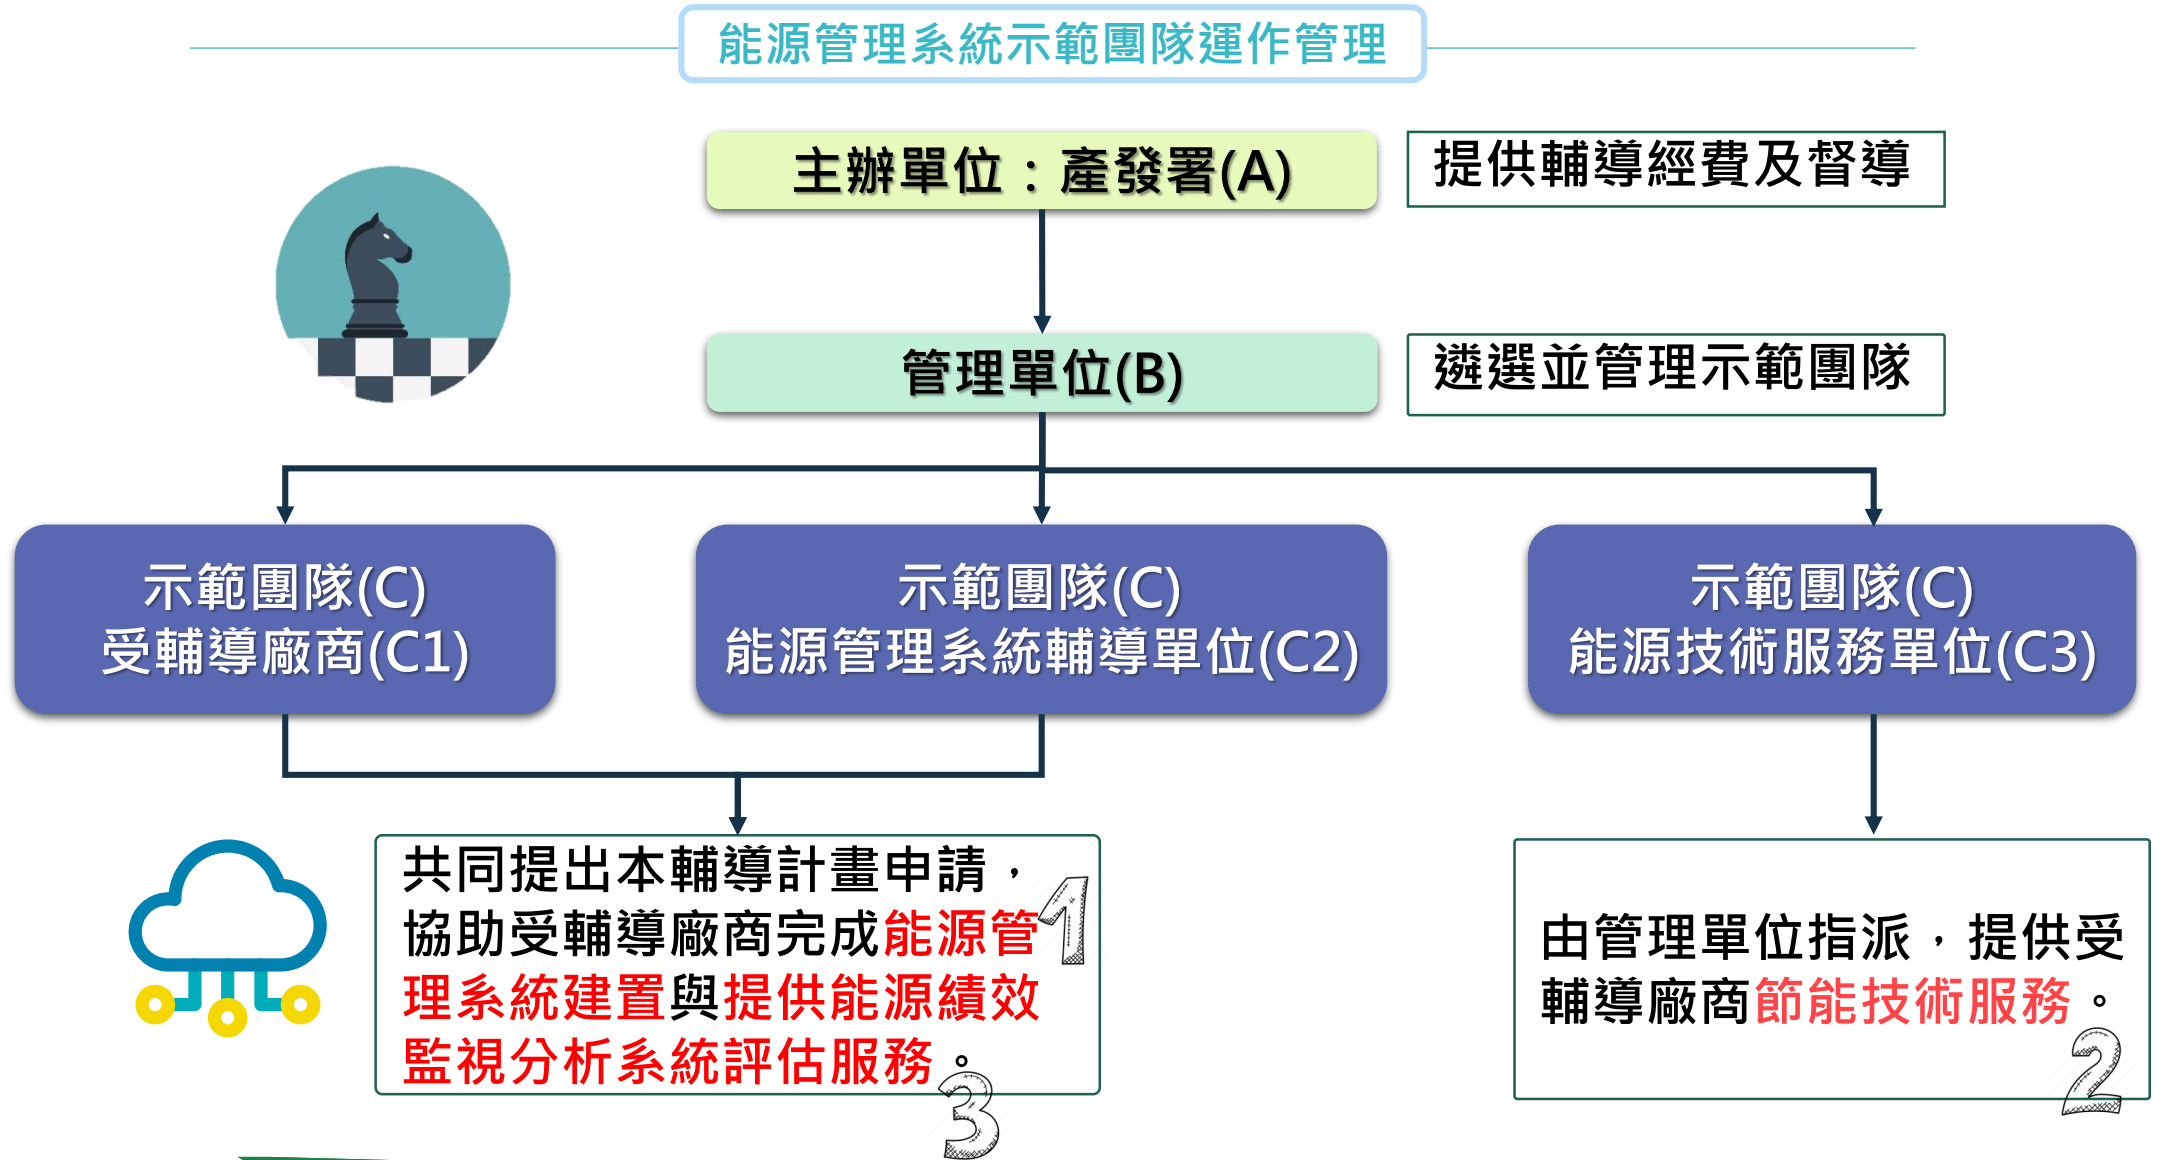 能源管理系統示範團隊運作管理
主辦單位：產發署(A)
提供輔導經費及督導
管理單位(B)
遴選並管理示範團隊
示範團隊(C)
受輔導廠商(C1)
示範團隊(C)
能源管理系統輔導單位(C2)
示範團隊(C)
能源技術服務單位(C3)
共同提出本輔導計畫申請，
協助受輔導廠商完成能源管
理系統建置與提供能源績效
監視分析系統評估服務。
1
3
由管理單位指派，提供受
輔導廠商節能技術服務。
2